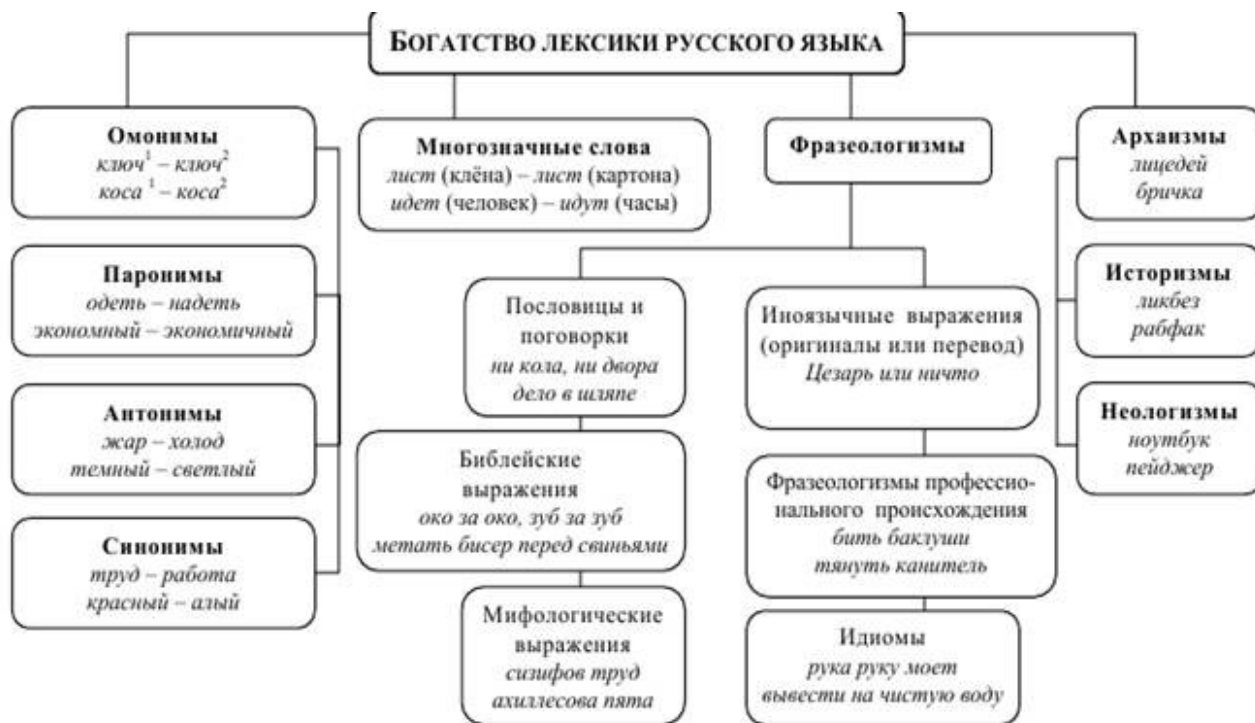 БОГАТСТВО ЛЕКСИКИ РУССКОГО ЯЗЫКА
Омонимы
ключ¹ – ключ²
коса ¹ – коса²
Паронимы
одеть – надеть
экономный – экономичный
Антонимы
жар – холод
темный – светлый
Синонимы
труд – работа
красный – алый
Многозначные слова
лист (клёна) – лист (картона)
идет (человек) – идут (часы)
Фразеологизмы
Пословицы и
поговорки
ни кола, ни двора
дело в шляпе
Библейские
выражения
око за око, зуб за зуб
метать бисер перед свиньями
Мифологические
выражения
сизифов труд
ахиллесова пята
Иноязычные выражения
(оригиналы или перевод)
Цезарь или ничто
Фразеологизмы профессио-
нального происхождения
бить баклуши
тянуть канитель
Идиомы
рука руку моет
вывести на чистую воду
Архаизмы
лицедей
бричка
Историзмы
ликбез
рабфак
Неологизмы
ноутбук
пейджер